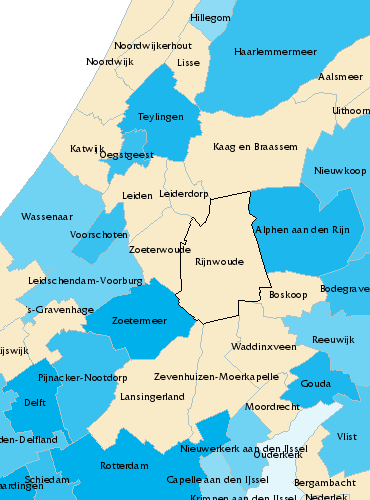 Hillegom
Noordwijkerhout
Haarlemmermeer
Noordwijk
Lisse
Aalsmeer
Uithoorn
Teylingen
Katwijk
Oegstgeest
Kaag en Braassem
Nieuwkoop
Leiden
Leiderdorp
Wassenaar
Voorschoten
Alphen aan den Rijn
Zoeterwoude
Rijnwoude
Leidschendam-Voorburg
Bodegrave
Boskoop
's-Gravenhage
Zoetermeer
Reeuwijk
Waddinxveen
ijswijk
Pijnacker-Nootdorp
Zevenhuizen-Moerkapelle
Gouda
Lansingerland
Delft
Moordrecht
den-Delfland
Vlist
Nieuwerkerk aan den IJssel
Ouderkerk
Rotterdam
Schiedam
Capelle aan den IJssel
aardingen
Bergambacht
Krimpen aan den IJssel
Nederlek